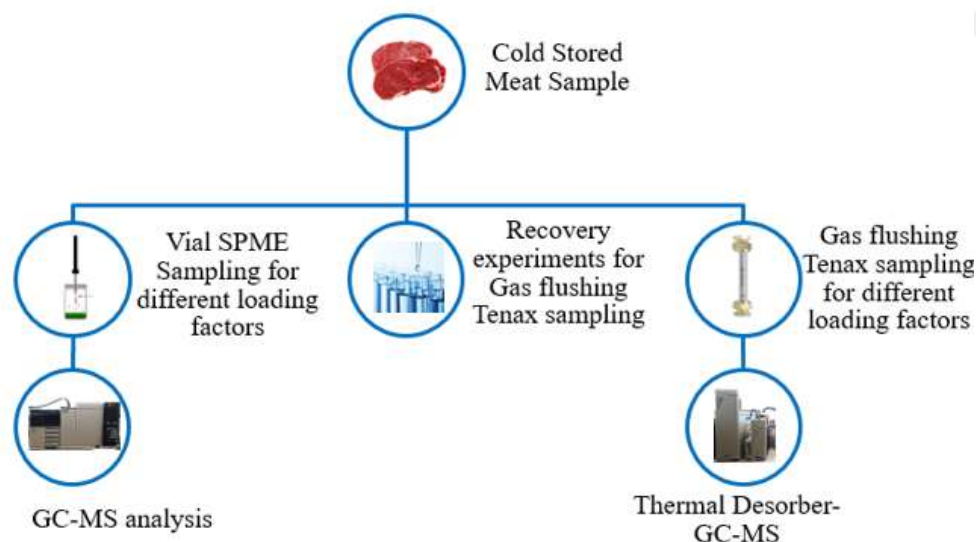 Cold Stored
Meat Sample
Vial SPME
Sampling for
different loading
factors
Recovery
experiments for
Gas flushing
Tenax sampling
Gas flushing
Tenax sampling
for different
loading factors
GC-MS analysis
Thermal Desorber-
GC-MS